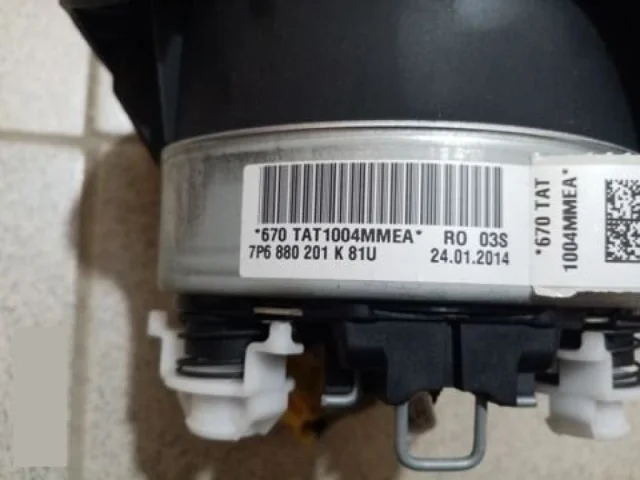 *670 TAT1004MMEA* RO 03S
7P6 880 201 K 81U 24.01.2014
*670 TAT
1004MMEA*